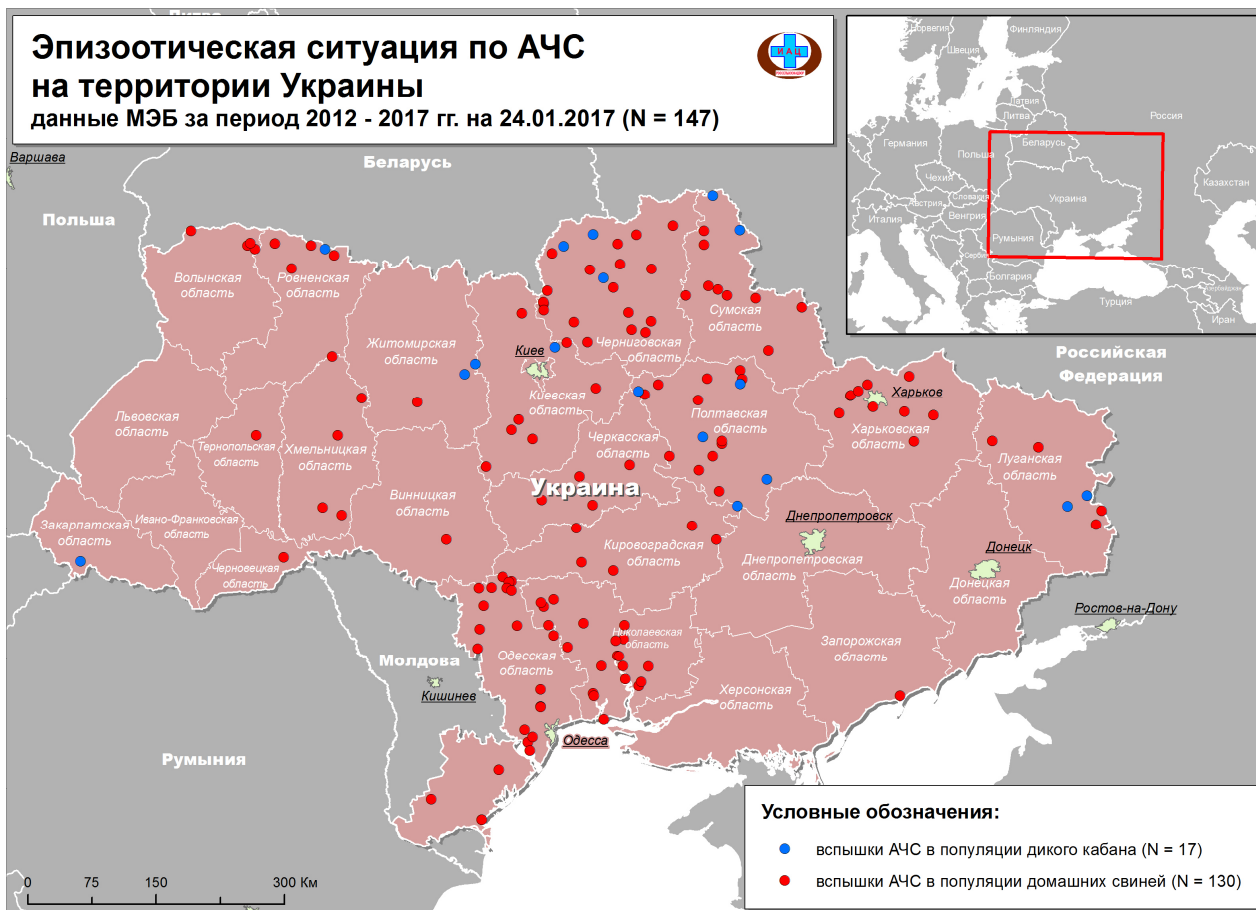 Эпизоотическая ситуация по АЧС
на территории Украины
данные МЭБ за период 2012 - 2017 гг. на 24.01.2017 (N = 147)
ИАЦ
Норвегия
Швеция
Финляндия
Латвия
Литва
Россия
Беларусь
Германия
Польша
Чехия
Казахстан
Словакия
Австрия
Украина
Венгрия
Италия
Румыния
Болгария
Турция
Иран
Варшава
Беларусь
Польша
Волынская
область
Ровненская
область
Житомирская
область
Киев
Черниговская
область
Сумская
область
Российская
Федерация
Львовская
область
Тернопольская
область
Хмельницкая
область
Киевская
область
Черкасская
область
Полтавская
область
Харьков
Харьковская
область
Луганская
область
Украина
Винницкая
область
Закарпатская
область
Ивано-Франковская
область
Черновецкая
область
Кировоградская
область
Днепропетровск
Днепропетровская
область
Донецк
Донецкая
область
Ростов-на-Дону
Молдова
Кишинев
Одесская
область
Николаевская
область
Запорожская
область
Херсонская
область
Одесса
Румыния
Условные обозначения:
вспышки АЧС в популяции дикого кабана (N = 17)
вспышки АЧС в популяции домашних свиней (N = 130)
0 75 150 300 Км